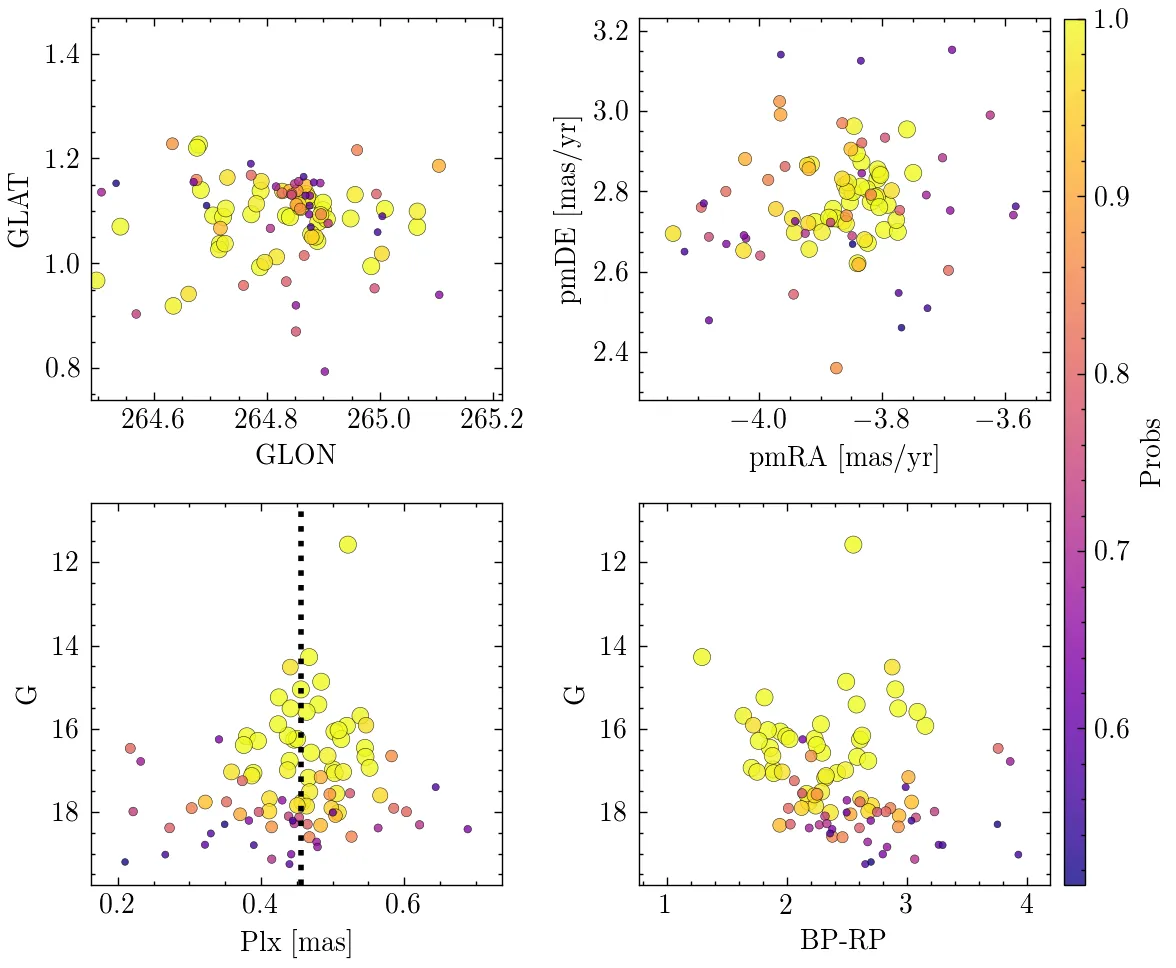 1.4
1.2
1.0
0.8
GLAT
264.6 264.8 265.0 265.2
GLON
3.2
3.0
2.8
2.6
2.4
pmDE [mas/yr]
−4.0 −3.8 −3.6
pmRA [mas/yr]
12
14
16
18
G
0.2 0.4 0.6
Plx [mas]
12
14
16
18
G
1 2 3 4
BP-RP
1.0
0.9
0.8
0.7
0.6
Probs